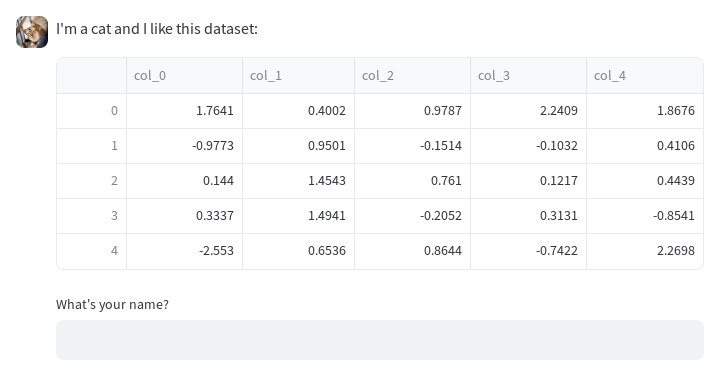 I'm a cat and I like this dataset:
col_0 col_1 col_2 col_3 col_4
0 1.7641 0.4002 0.9787 2.2409 1.8676
1 -0.9773 0.9501 -0.1514 -0.1032 0.4106
2 0.144 1.4543 0.761 0.1217 0.4439
3 0.3337 1.4941 -0.2052 0.3131 -0.8541
4 -2.553 0.6536 0.8644 -0.7422 2.2698
What's your name?